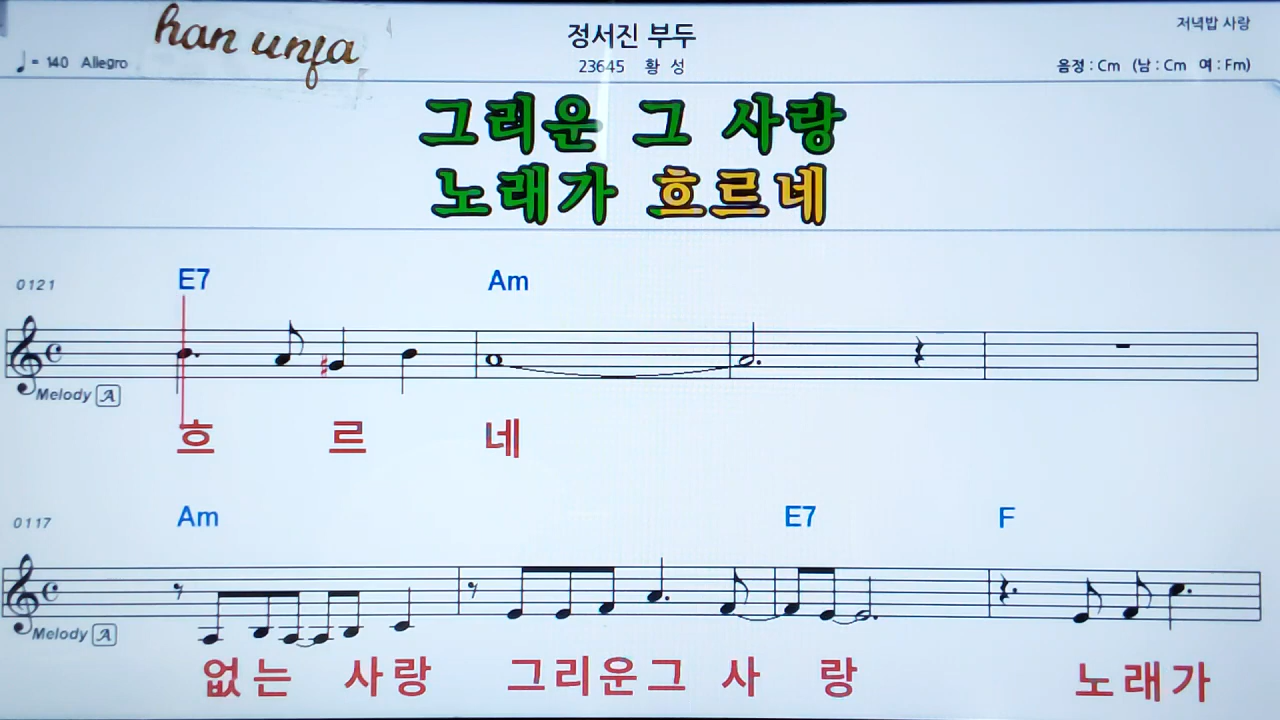 han unfa
정서진 부두
저녁밥 사랑
♩= 140 Allegro
23645 황 성
음정 : Cm (남 : Cm 여 : Fm)
그리운 그 사랑
노래가 흐르네
0121 E7 Am
Melody A
흐 르 네
0117 Am E7 F
Melody A
없는 사랑 그리운그 사 랑 노래가